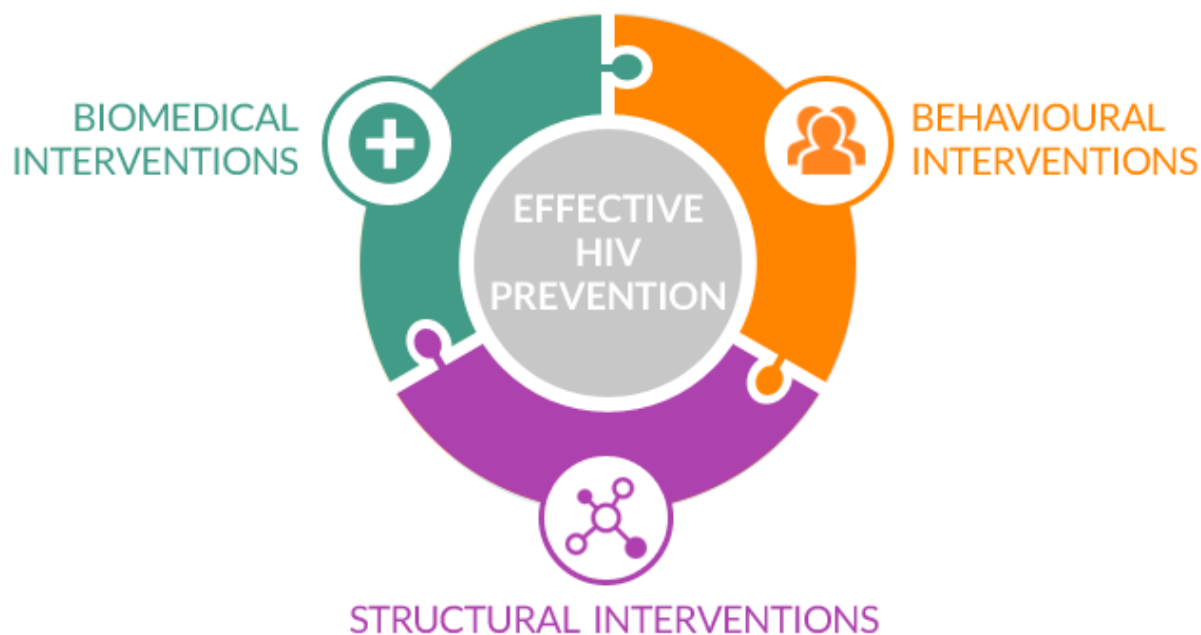 BIOMEDICAL
INTERVENTIONS
BEHAVIOURAL
INTERVENTIONS
EFFECTIVE
HIV
PREVENTION
STRUCTURAL INTERVENTIONS